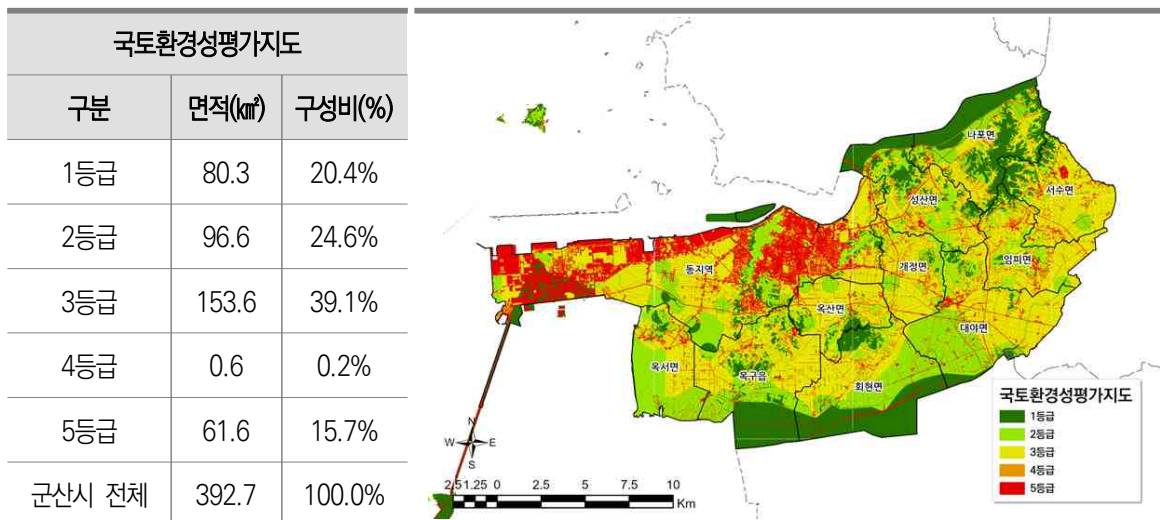 국토환경성평가지도
구분 면적(㎢) 구성비(%)
1등급 80.3 20.4%
2등급 96.6 24.6%
3등급 153.6 39.1%
4등급 0.6 0.2%
5등급 61.6 15.7%
군산시 전체 392.7 100.0%
나포면
서수면
성산면
임피면
개정면
동지역
옥산면
대야면
옥서면
옥구읍
회현면
N
W E
S
2.5 1.25 0 2.5 5 7.5 10
Km
국토환경성평가지도
1등급
2등급
3등급
4등급
5등급